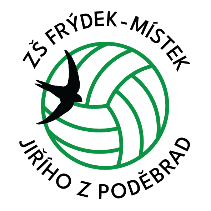 ZŠ FRÝDEK-MÍSTEK
JIŘÍHO Z PODĚBRAD